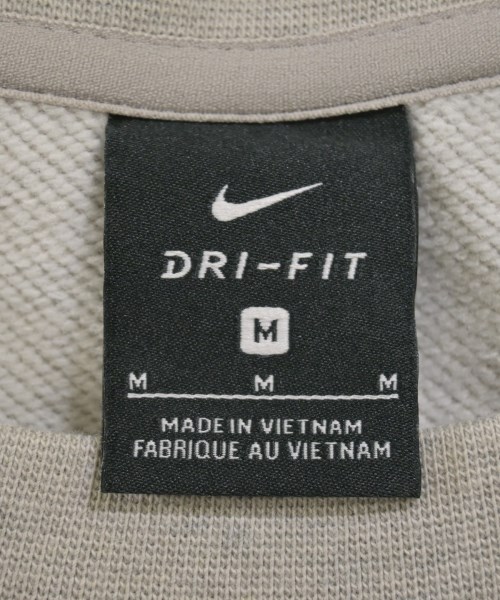 DRI-FIT
M
M M M
MADE IN VIETNAM
FABRIQUE AU VIETNAM